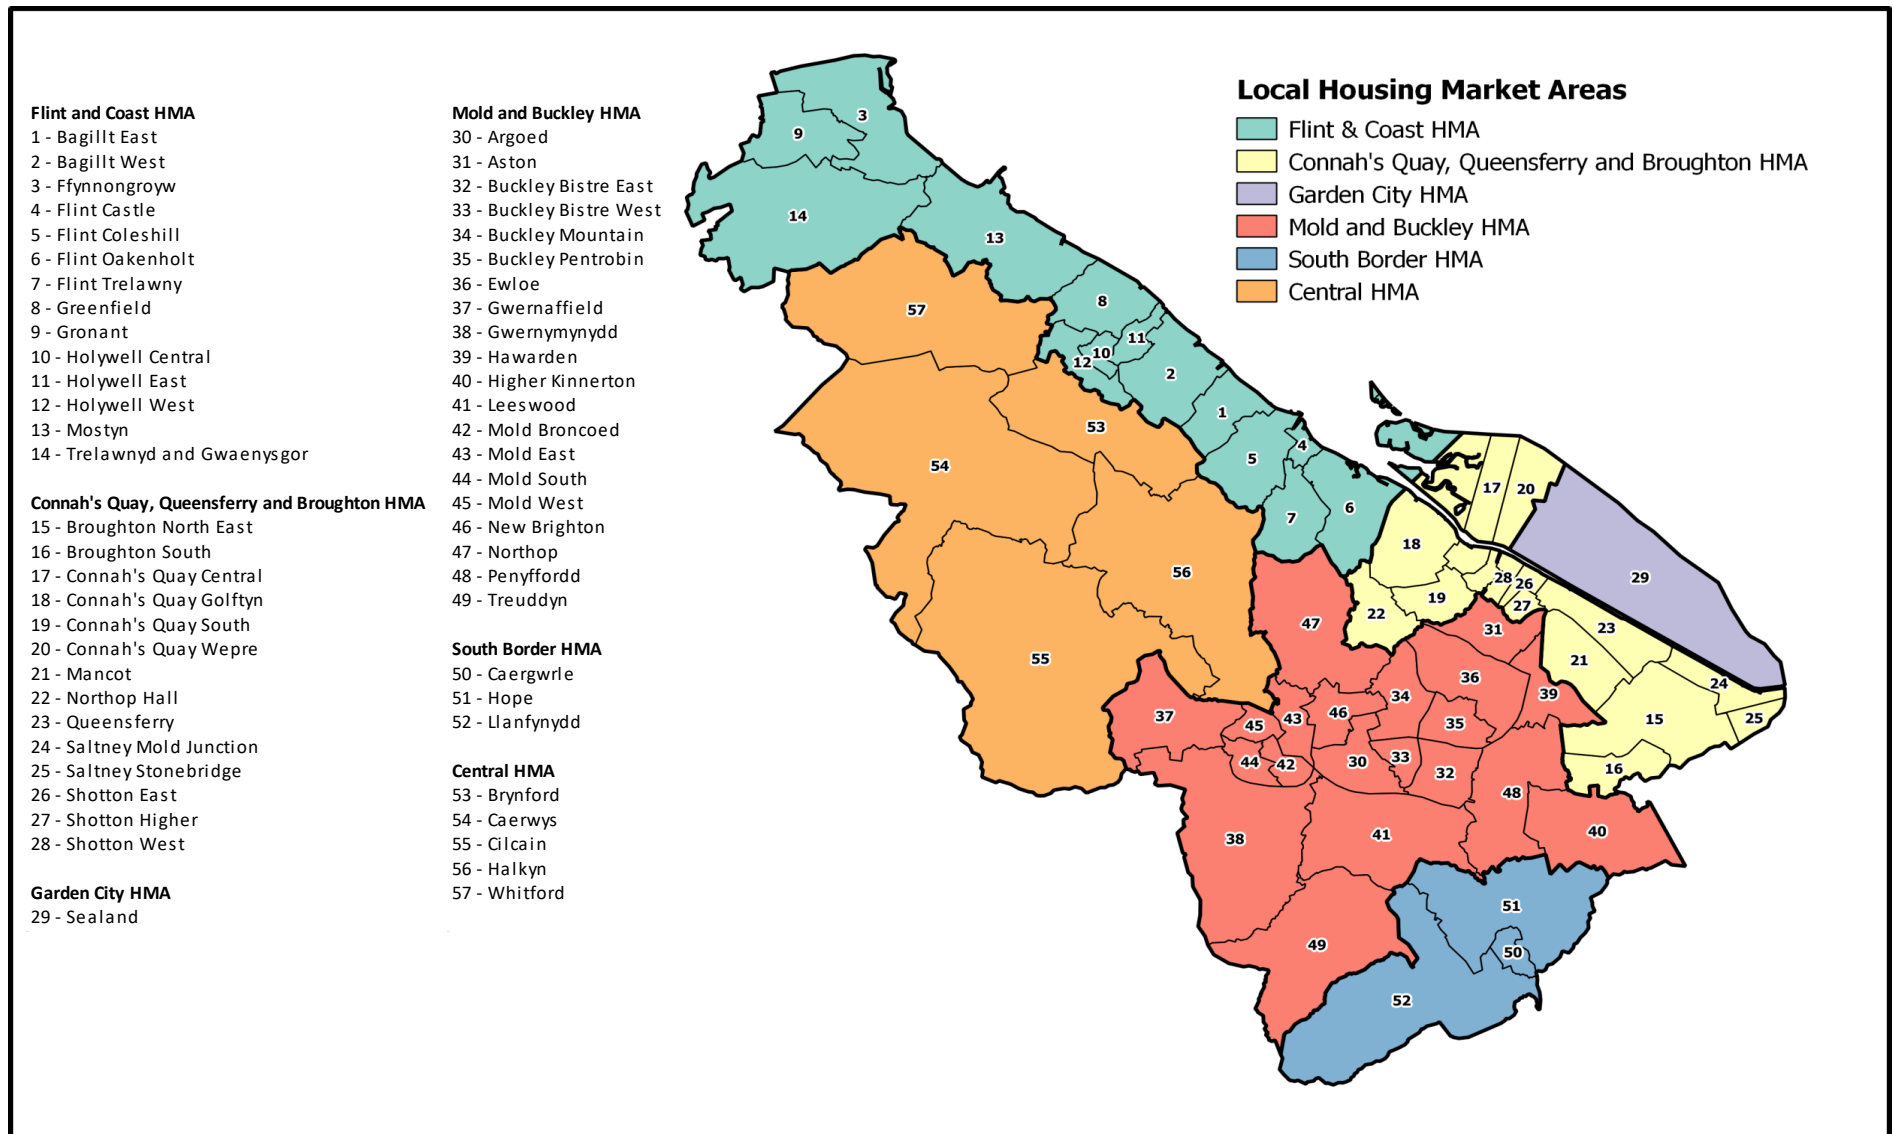 Flint and Coast HMA
1 - Bagillt East
2 - Bagillt West
3 - Ffynnongroyw
4 - Flint Castle
5 - Flint Coleshill
6 - Flint Oakenholt
7 - Flint Trelawny
8 - Greenfield
9 - Gronant
10 - Holywell Central
11 - Holywell East
12 - Holywell West
13 - Mostyn
14 - Trelawnyd and Gwaenysgor
Connah's Quay, Queensferry and Broughton HMA
15 - Broughton North East
16 - Broughton South
17 - Connah's Quay Central
18 - Connah's Quay Golftyn
19 - Connah's Quay South
20 - Connah's Quay Wepre
21 - Mancot
22 - Northop Hall
23 - Queensferry
24 - Saltney Mold Junction
25 - Saltney Stonebridge
26 - Shotton East
27 - Shotton Higher
28 - Shotton West
Garden City HMA
29 - Sealand
Mold and Buckley HMA
30 - Argoed
31 - Aston
32 - Buckley Bistre East
33 - Buckley Bistre West
34 - Buckley Mountain
35 - Buckley Pentrobin
36 - Ewloe
37 - Gwernaffield
38 - Gwernymynydd
39 - Hawarden
40 - Higher Kinnerton
41 - Leeswood
42 - Mold Broncoed
43 - Mold East
44 - Mold South
45 - Mold West
46 - New Brighton
47 - Northop
48 - Penyffordd
49 - Treuddyn
South Border HMA
50 - Caergwrle
51 - Hope
52 - Llanfynydd
Central HMA
53 - Brynford
54 - Caerwys
55 - Cilcain
56 - Halkyn
57 - Whitford
Local Housing Market Areas
Flint & Coast HMA
Connah's Quay, Queensferry and Broughton HMA
Garden City HMA
Mold and Buckley HMA
South Border HMA
Central HMA
3
9
14
13
57
8
11
10
12
2
1
53
4
5
54
17
20
7
6
18
28
26
29
56
19
27
22
47
31
23
55
21
36
24
34
39
37
46
43
45
35
15
25
44
42
30
33
32
16
48
38
41
40
51
49
50
52